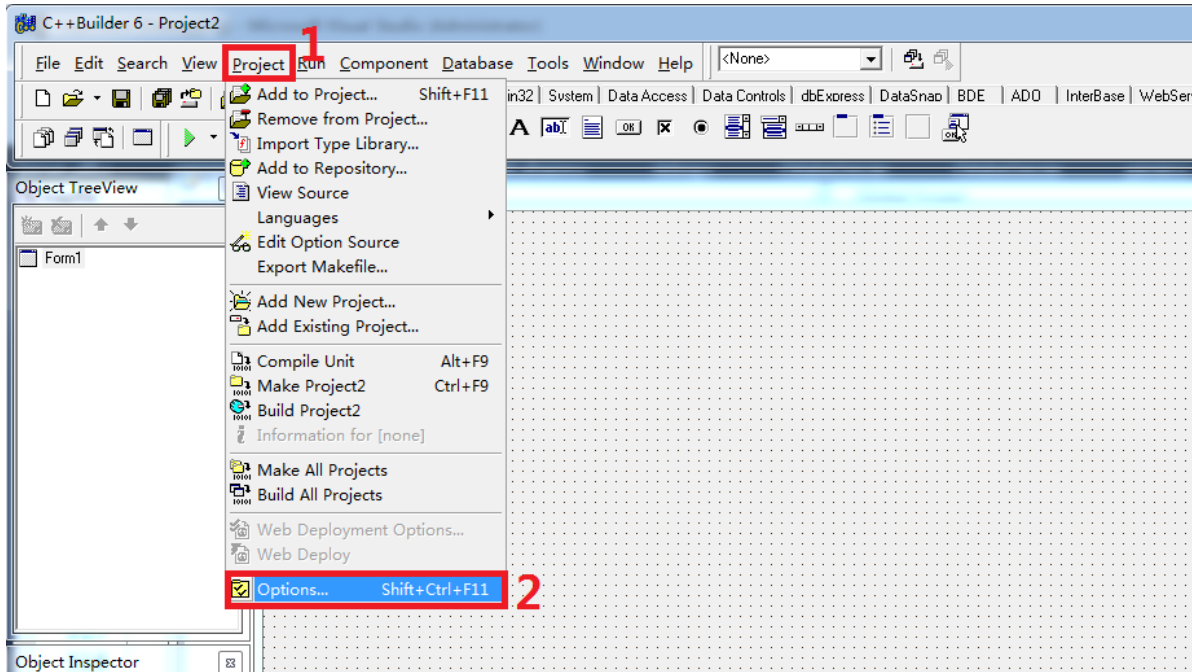 C++Builder 6 - Project2
1
File Edit Search View Project Run Component Database Tools Window Help <None>
Add to Project... Shift+F11
in32 System Data Access Data Controls dbExpress DataSnap BDE ADO InterBase WebSer
Remove from Project...
Import Type Library...
Add to Repository...
Object TreeView
View Source
Languages
Edit Option Source
Form1
Export Makefile...
Add New Project...
Add Existing Project...
Compile Unit Alt+F9
Make Project2 Ctrl+F9
Build Project2
Information for [none]
Make All Projects
Build All Projects
Web Deployment Options...
Web Deploy
Options... Shift+Ctrl+F11 2
Object Inspector